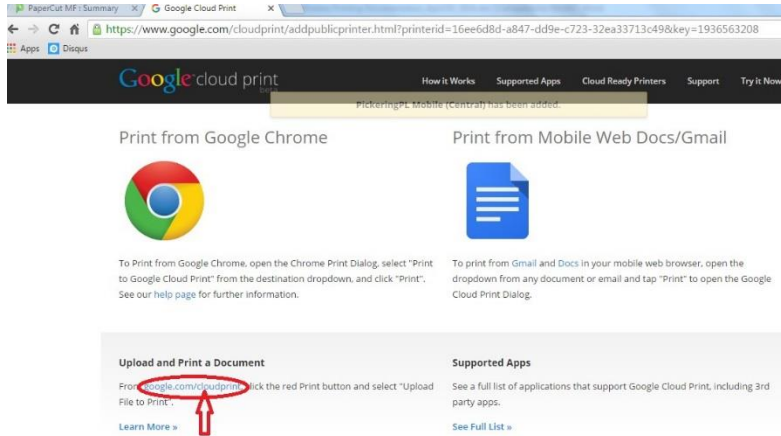 PaperCut MF : Summary
Google Cloud Print
https://www.google.com/cloudprint/addpublicprinter.html?printerid=16ee6d8d-a847-dd9e-c723-32ea33713c49&key=1936563208
Apps Disqus
Google cloud print
beta
How it Works Supported Apps Cloud Ready Printers Support Try it Now
PickeringPL Mobile (Central) has been added.
Print from Google Chrome
To Print from Google Chrome, open the Chrome Print Dialog, select "Print
to Google Cloud Print" from the destination dropdown, and click "Print".
See our help page for further information.
Print from Mobile Web Docs/Gmail
To print from Gmail and Docs in your mobile web browser, open the
dropdown from any document or email and tap "Print" to open the Google
Cloud Print Dialog.
Upload and Print a Document
From google.com/cloudprint, click the red Print button and select "Upload
File to Print".
Learn More »
Supported Apps
See a full list of applications that support Google Cloud Print, including 3rd
party apps.
See Full List »